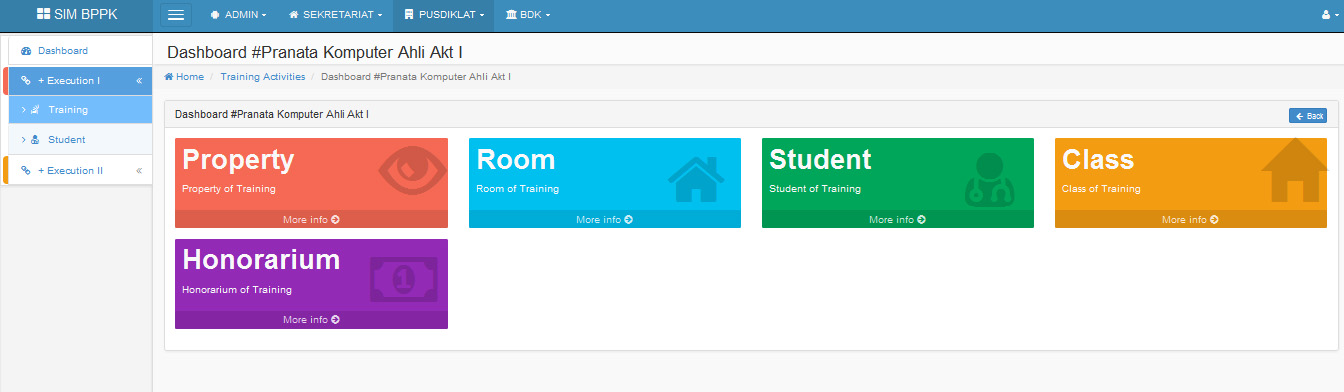 SIM BPPK
ADMIN
SEKRETARIAT
PUSDIKLAT
BDK
Dashboard
+ Execution I
Training
Student
+ Execution II
Dashboard #Pranata Komputer Ahli Akt I
Home / Training Activities / Dashboard #Pranata Komputer Ahli Akt I
Dashboard #Pranata Komputer Ahli Akt I
Back
Property
Property of Training
More info
Room
Room of Training
More info
Student
Student of Training
More info
Class
Class of Training
More info
Honorarium
Honorarium of Training
1
More info